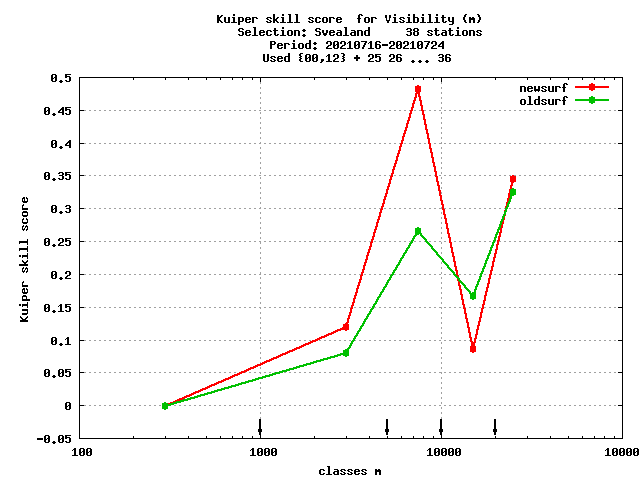 Kuiper skill score  for Visibility (m)
Selection: Svealand     38 stations
Period: 20210716-20210724
Used {00,12} + 25 26 ... 36
newsurf
oldsurf
0.5
0.45
0.4
0.35
0.3
0.25
0.2
0.15
0.1
0.05
0
-0.05
Kuiper skill score
100
1000
10000
10000
classes m